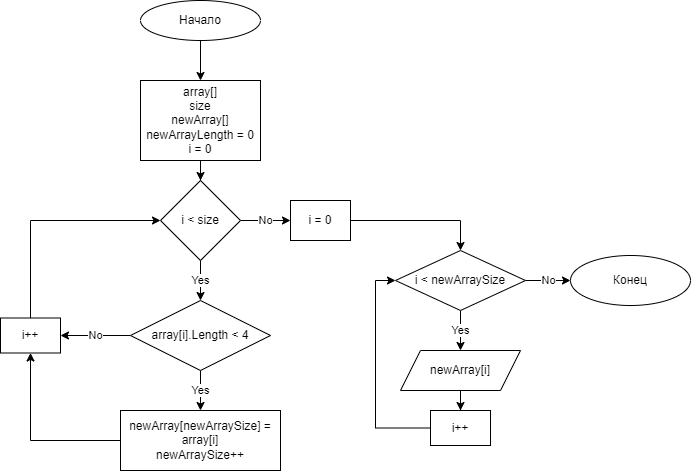 Начало
array[]
size
newArray[]
newArrayLength = 0
i = 0
i < size
No
i = 0
Yes
i < newArraySize
No
Конец
i++
No
array[i].Length < 4
Yes
newArray[i]
Yes
newArray[newArraySize] =
array[i]
newArraySize++
i++